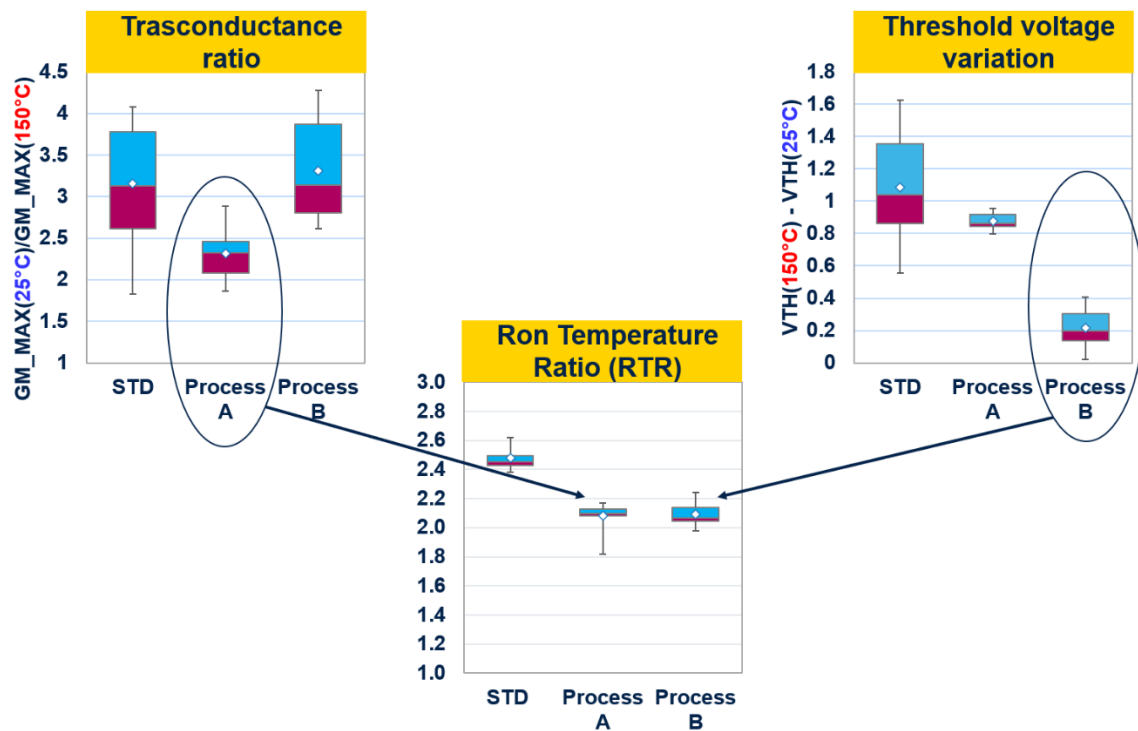 Trasconductance
ratio
GM_MAX(25°C)/GM_MAX(150°C)
4.5
4
3.5
3
2.5
2
1.5
1
STD
Process
A
Process
B
Threshold voltage
variation
VTH(150°C) - VTH(25°C)
1.8
1.6
1.4
1.2
1
0.8
0.6
0.4
0.2
0
STD
Process
A
Process
B
Ron Temperature
Ratio (RTR)
3.0
2.8
2.6
2.4
2.2
2.0
1.8
1.6
1.4
1.2
1.0
STD
Process
A
Process
B